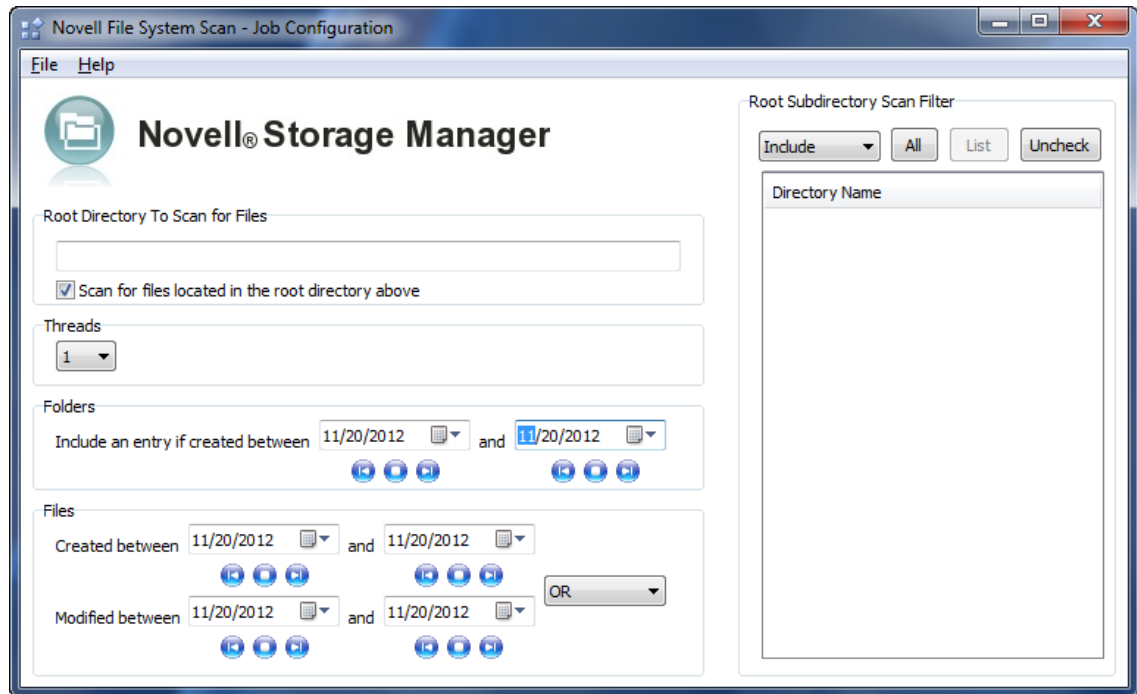 Novell File System Scan - Job Configuration
File Help
Novell® Storage Manager
Root Directory To Scan for Files
Scan for files located in the root directory above
Threads
1
Folders
Include an entry if created between 11/20/2012 and 11/20/2012
Files
Created between 11/20/2012 and 11/20/2012
OR
Modified between 11/20/2012 and 11/20/2012
Root Subdirectory Scan Filter
Include All List Uncheck
Directory Name